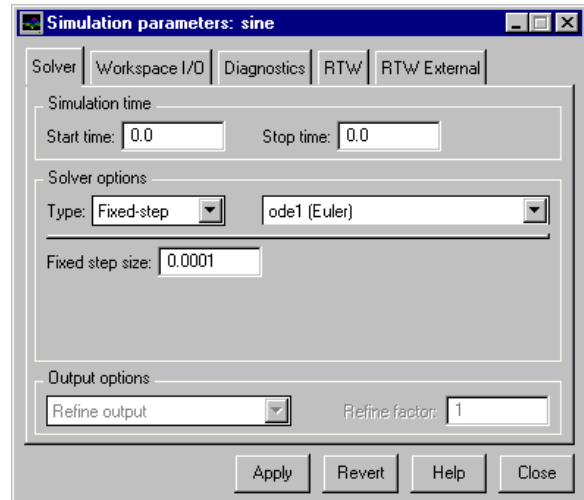 Simulation parameters: sine
Solver Workspace I/O Diagnostics RTW RTW External
Simulation time
Start time: 0.0 Stop time: 0.0
Solver options
Type: Fixed-step ode1 (Euler)
Fixed step size: 0.0001
Output options
Refine output Refine factor: 1
Apply Revert Help Close